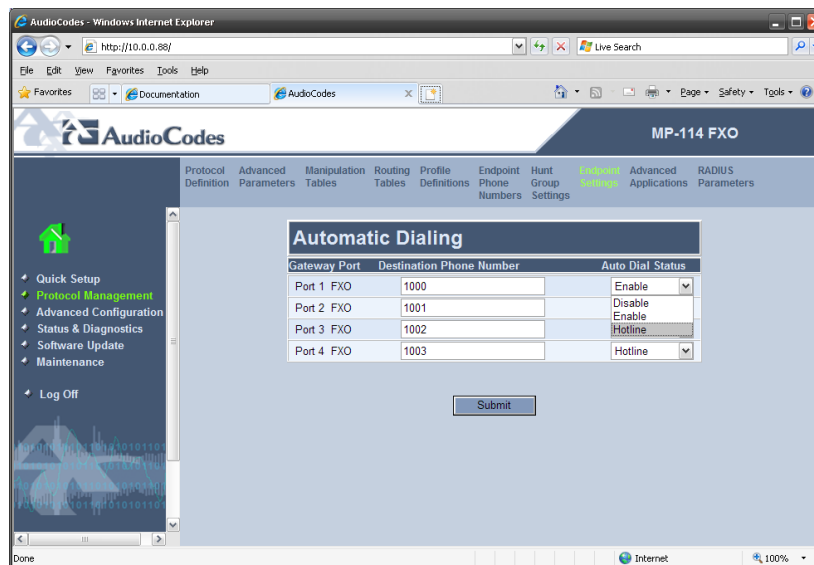 AudioCodes - Windows Internet Explorer
http://10.0.0.88/
Live Search
File Edit View Favorites Tools Help
Favorites
Documentation
AudioCodes
Page
Safety
Tools
AudioCodes
MP-114 FXO
Protocol Definition
Advanced Parameters
Manipulation Tables
Routing Tables
Profile Definitions
Endpoint Phone Numbers
Hunt Group Settings
Endpoint Settings
Advanced Applications
RADIUS Parameters
Quick Setup
Protocol Management
Advanced Configuration
Status & Diagnostics
Software Update
Maintenance
Log Off
Automatic Dialing
Gateway Port Destination Phone Number Auto Dial Status
Port 1 FXO 1000 Enable
Disable
Port 2 FXO 1001
Enable
Port 3 FXO 1002 Hotline
Port 4 FXO 1003 Hotline
Submit
Done
Internet
100%